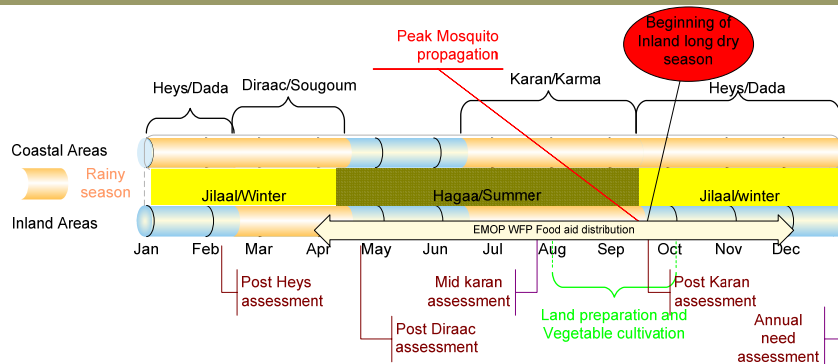 Peak Mosquito
propagation
Beginning of
Inland long dry
season
Heys/Dada
Diraac/Sougoum
Karan/Karma
Heys/Dada
Coastal Areas
Rainy
season
Jilaal/Winter
Hagaa/Summer
Jilaal/winter
Inland Areas
EMOP WFP Food aid distribution
Jan Feb Mar Apr May Jun Aug Sep Oct Nov Dec
Post Heys
assessment
Mid karan
assessment
Post Karan
assessment
Post Diraac
assessment
Land preparation and
Vegetable cultivation
Annual
need
assessment